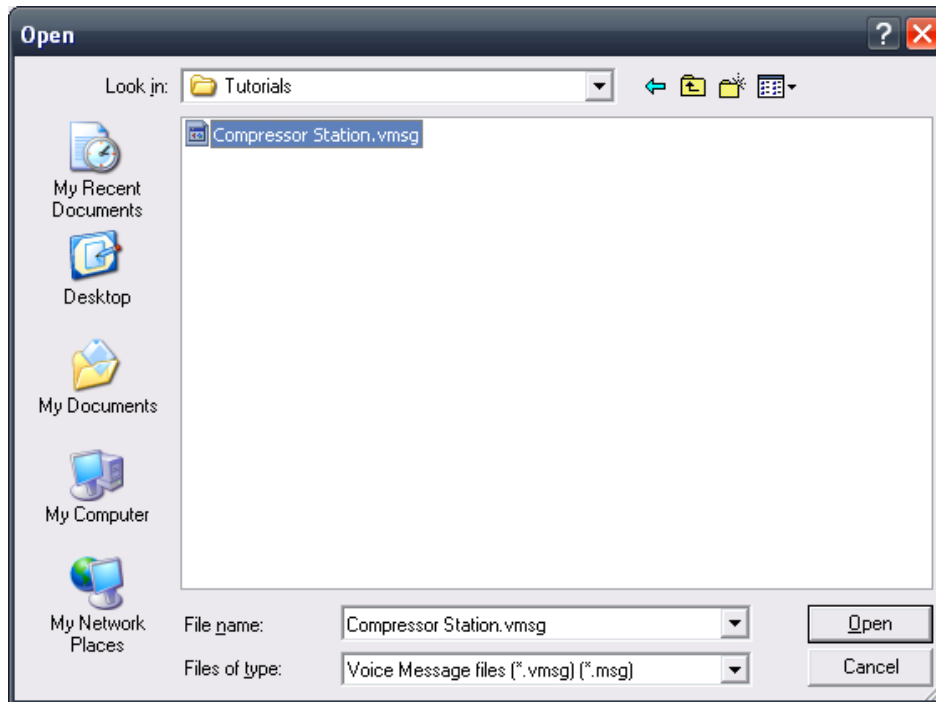 Open
Look in:
Tutorials
Compressor Station.vmsg
My Recent
Documents
Desktop
My Documents
My Computer
My Network
Places
File name:
Compressor Station.vmsg
Open
Files of type:
Voice Message files (*.vmsg) (*.msg)
Cancel